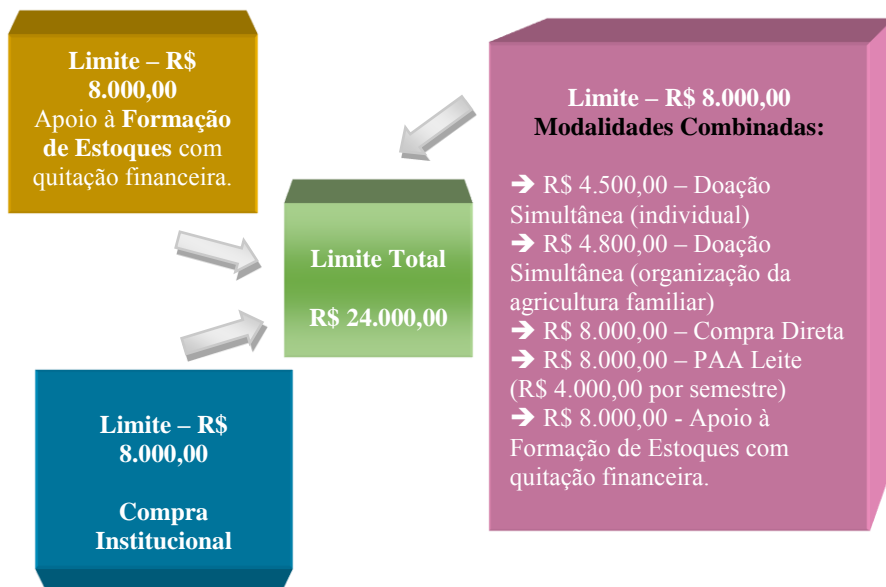 Limite – R$
8.000,00
Apoio à Formação
de Estoques com
quitação financeira.
Limite Total
R$ 24.000,00
Limite – R$
8.000,00
Compra
Institucional
Limite – R$ 8.000,00
Modalidades Combinadas:
➔ R$ 4.500,00 – Doação
Simultânea (individual)
➔ R$ 4.800,00 – Doação
Simultânea (organização da
agricultura familiar)
➔ R$ 8.000,00 – Compra Direta
➔ R$ 8.000,00 – PAA Leite
(R$ 4.000,00 por semestre)
➔ R$ 8.000,00 - Apoio à
Formação de Estoques com
quitação financeira.